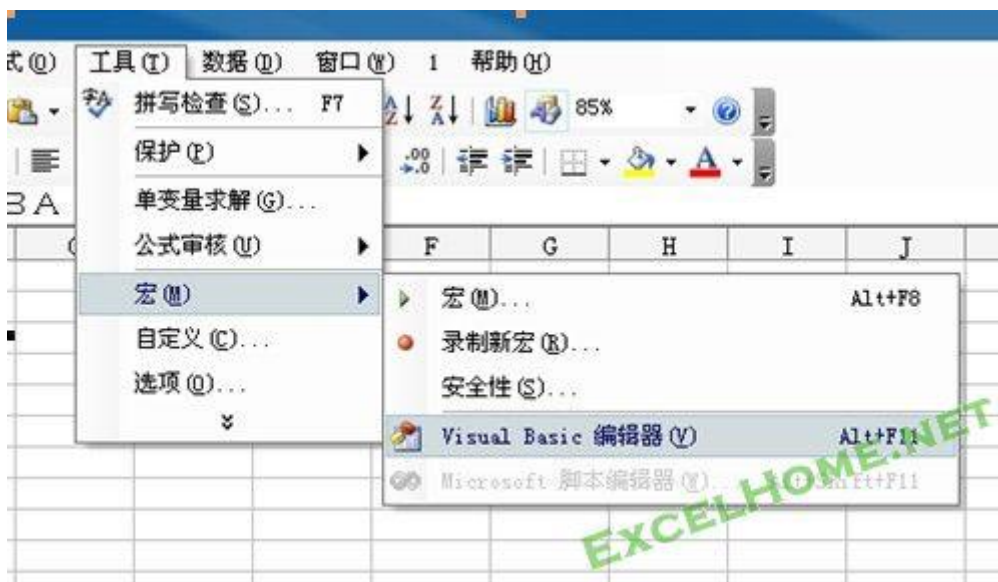 式(O) 工具(T) 数据(D) 窗口(W) 1 帮助(H)
拼写检查(S)... F7
85%
保护(P)
单变量求解(G)...
公式审核(U)
F G H I J
宏(M)
宏(M)... Alt+F8
自定义(C)...
录制新宏(R)...
选项(O)...
安全性(S)...
Visual Basic 编辑器(V) Alt+F11
Microsoft 脚本编辑器(E)... Alt+Shift+F11
EXCELHOME.NET